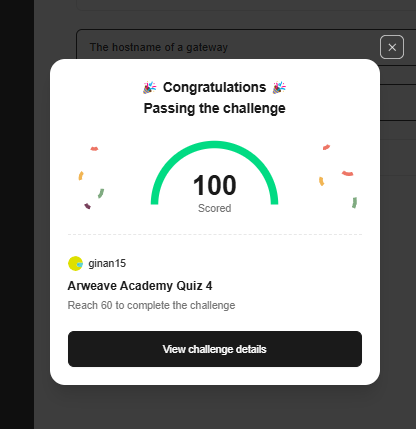 The hostname of a gateway
🎉 Congratulations 🎉
Passing the challenge
100
Scored
ginan15
Arweave Academy Quiz 4
Reach 60 to complete the challenge
View challenge details